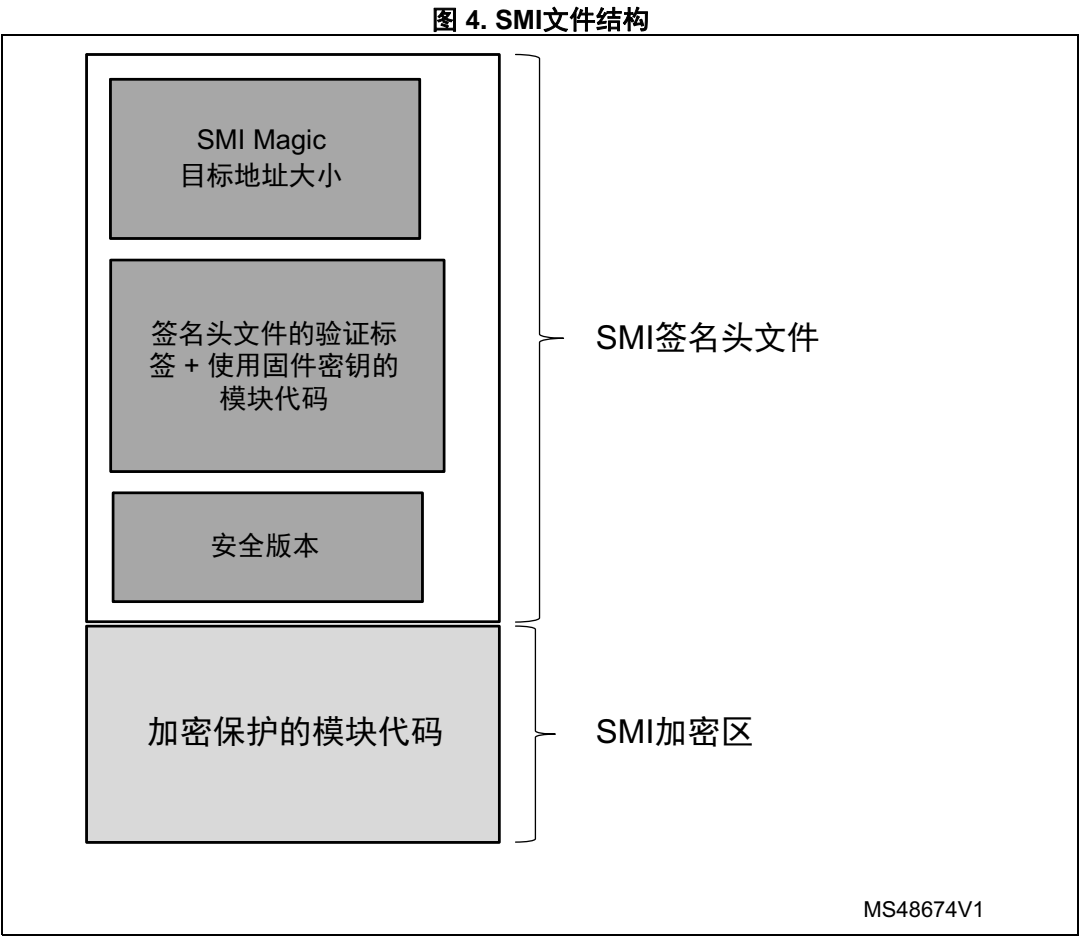 图 4. SMI文件结构
SMI Magic
目标地址大小
签名头文件的验证标
签 + 使用固件密钥的
模块代码
SMI签名头文件
安全版本
加密保护的模块代码
SMI加密区
MS48674V1